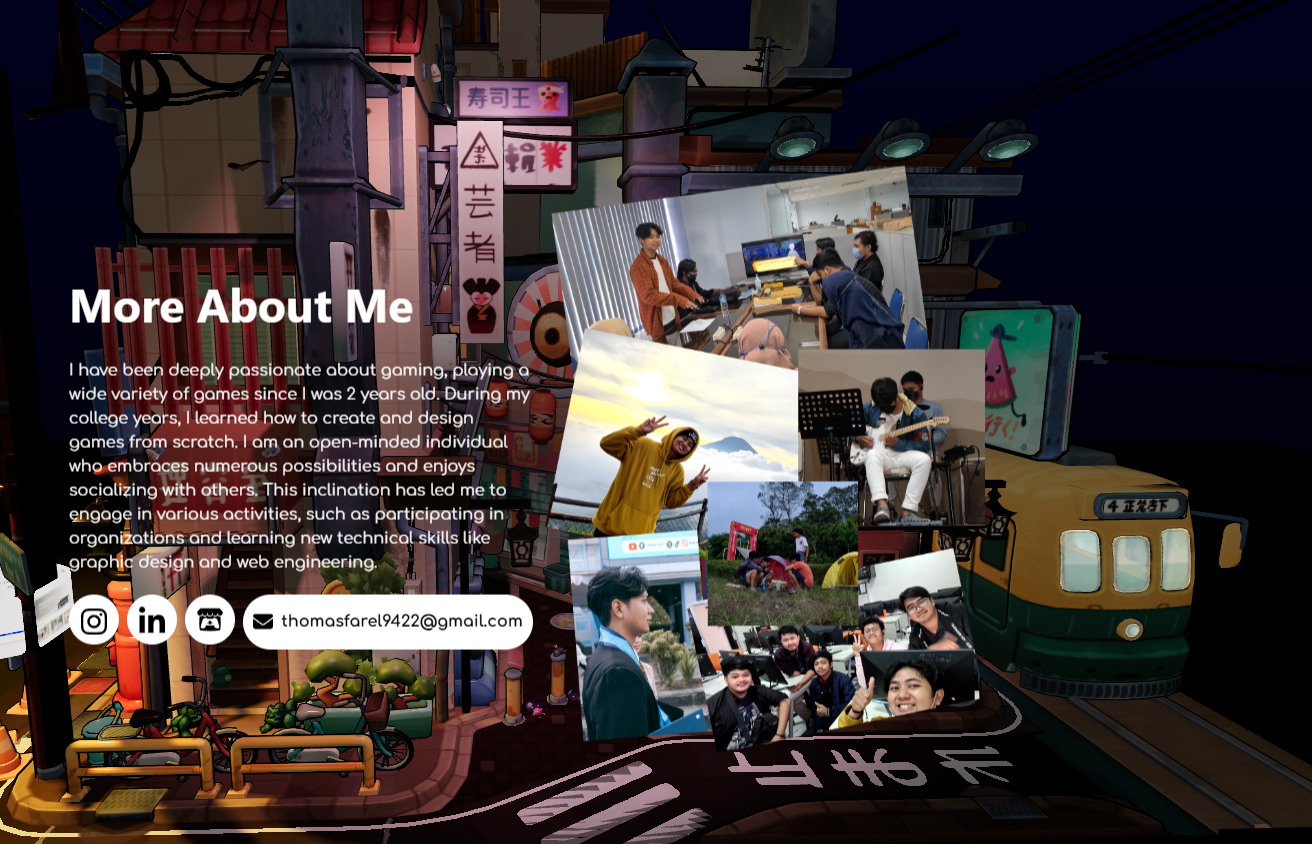 寿司王
芸
者
More About Me
I have been deeply passionate about gaming, playing a
wide variety of games since I was 2 years old. During my
college years, I learned how to create and design
games from scratch. I am an open-minded individual
who embraces numerous possibilities and enjoys
socializing with others. This inclination has led me to
engage in various activities, such as participating in
organizations and learning new technical skills like
graphic design and web engineering.
thomasfarel9422@gmail.com
行く!
止まれ